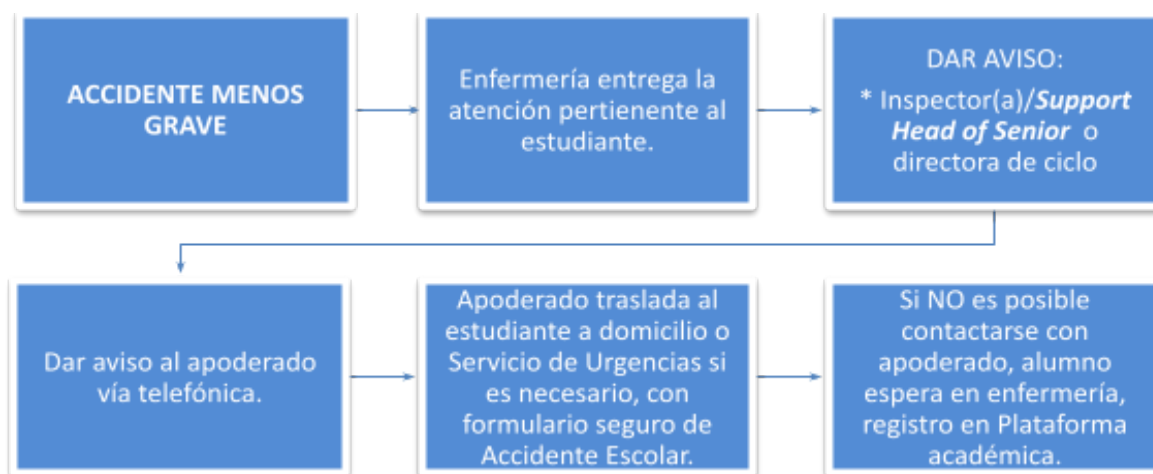 ACCIDENTE MENOS
GRAVE
Enfermería entrega la
atención pertienente al
estudiante.
DAR AVISO:
* Inspector(a)/Support
Head of Senior o
directora de ciclo
Dar aviso al apoderado
vía telefónica.
Apoderado traslada al
estudiante a domicilio o
Servicio de Urgencias si
es necesario, con
formulario seguro de
Accidente Escolar.
Si NO es posible
contactarse con
apoderado, alumno
espera en enfermería,
registro en Plataforma
académica.